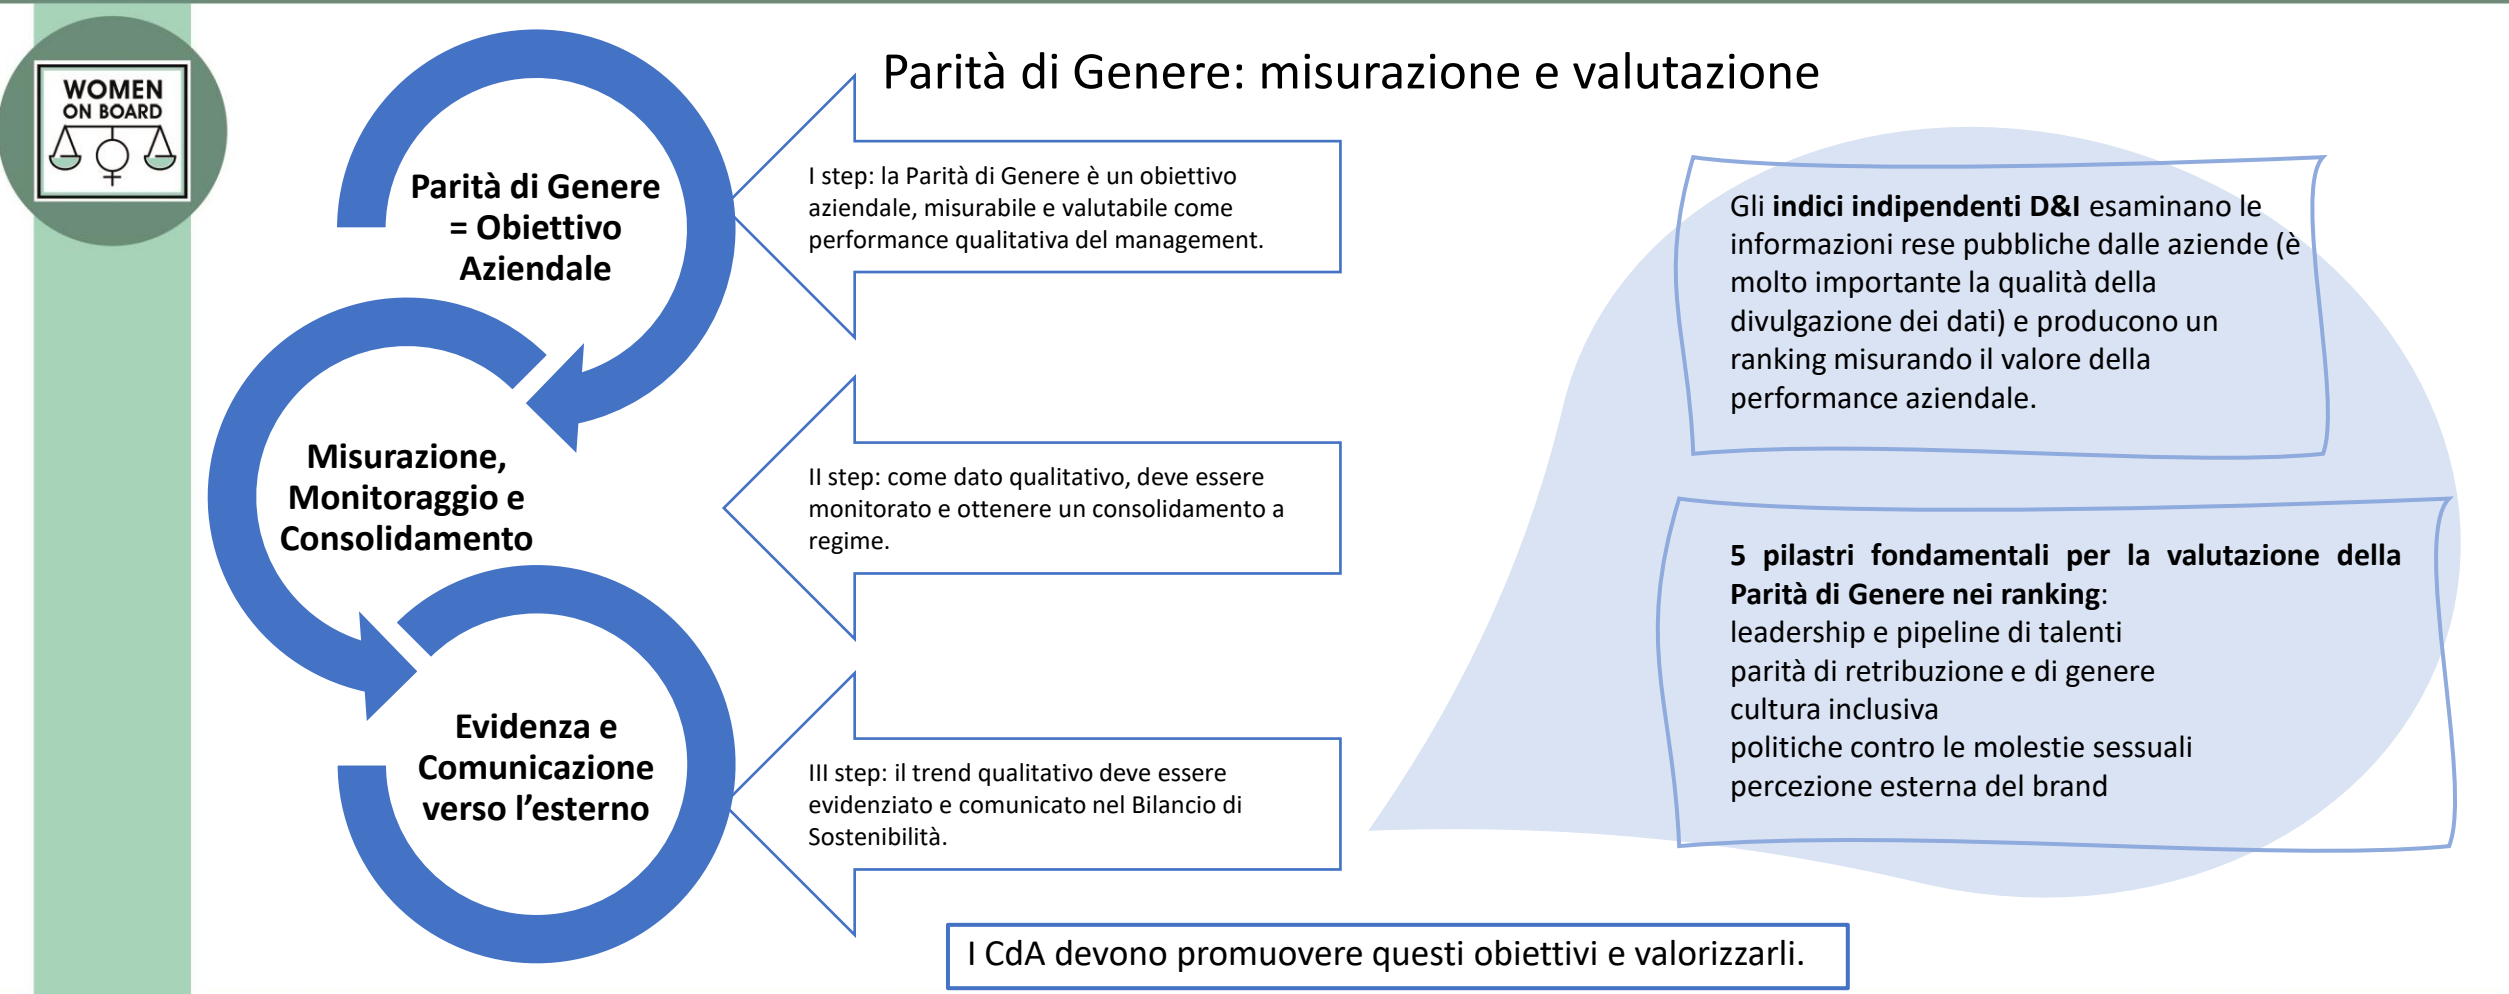 WOMEN
ON BOARD
Parità di Genere: misurazione e valutazione
Parità di Genere
= Obiettivo
Aziendale
I step: la Parità di Genere è un obiettivo
aziendale, misurabile e valutabile come
performance qualitativa del management.
Misurazione,
Monitoraggio e
Consolidamento
II step: come dato qualitativo, deve essere
monitorato e ottenere un consolidamento a
regime.
Evidenza e
Comunicazione
verso l'esterno
III step: il trend qualitativo deve essere
evidenziato e comunicato nel Bilancio di
Sostenibilità.
Gli indici indipendenti D&I esaminano le
informazioni rese pubbliche dalle aziende (è
molto importante la qualità della
divulgazione dei dati) e producono un
ranking misurando il valore della
performance aziendale.
5 pilastri fondamentali per la valutazione della
Parità di Genere nei ranking:
leadership e pipeline di talenti
parità di retribuzione e di genere
cultura inclusiva
politiche contro le molestie sessuali
percezione esterna del brand
I CdA devono promuovere questi obiettivi e valorizzarli.